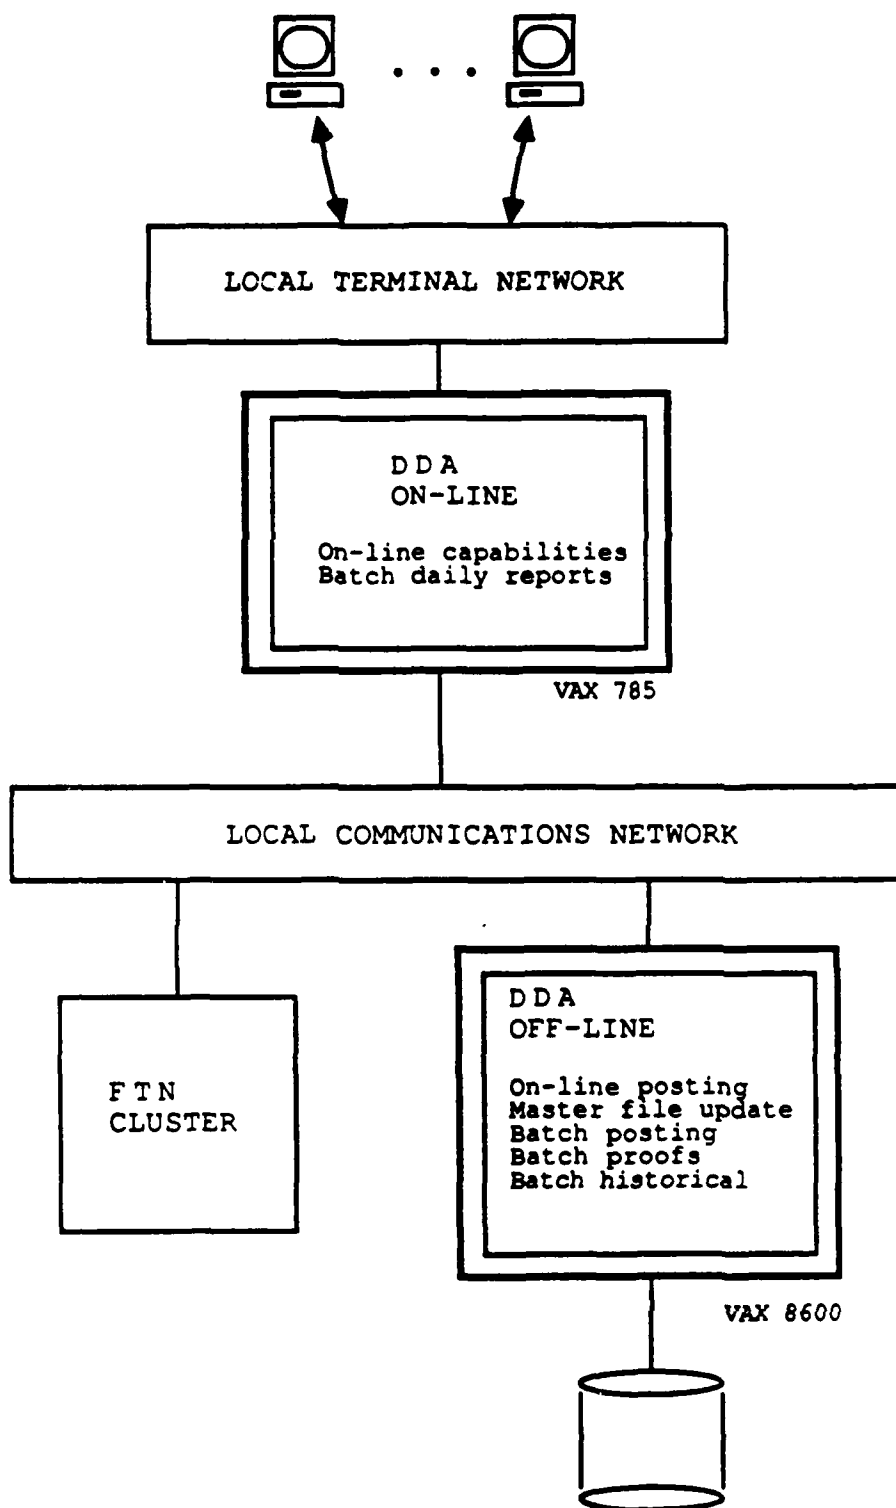 LOCAL TERMINAL NETWORK
DDA
ON-LINE
On-line capabilities
Batch daily reports
VAX 785
LOCAL COMMUNICATIONS NETWORK
FTN
CLUSTER
DDA
OFF-LINE
On-line posting
Master file update
Batch posting
Batch proofs
Batch historical
VAX 8600